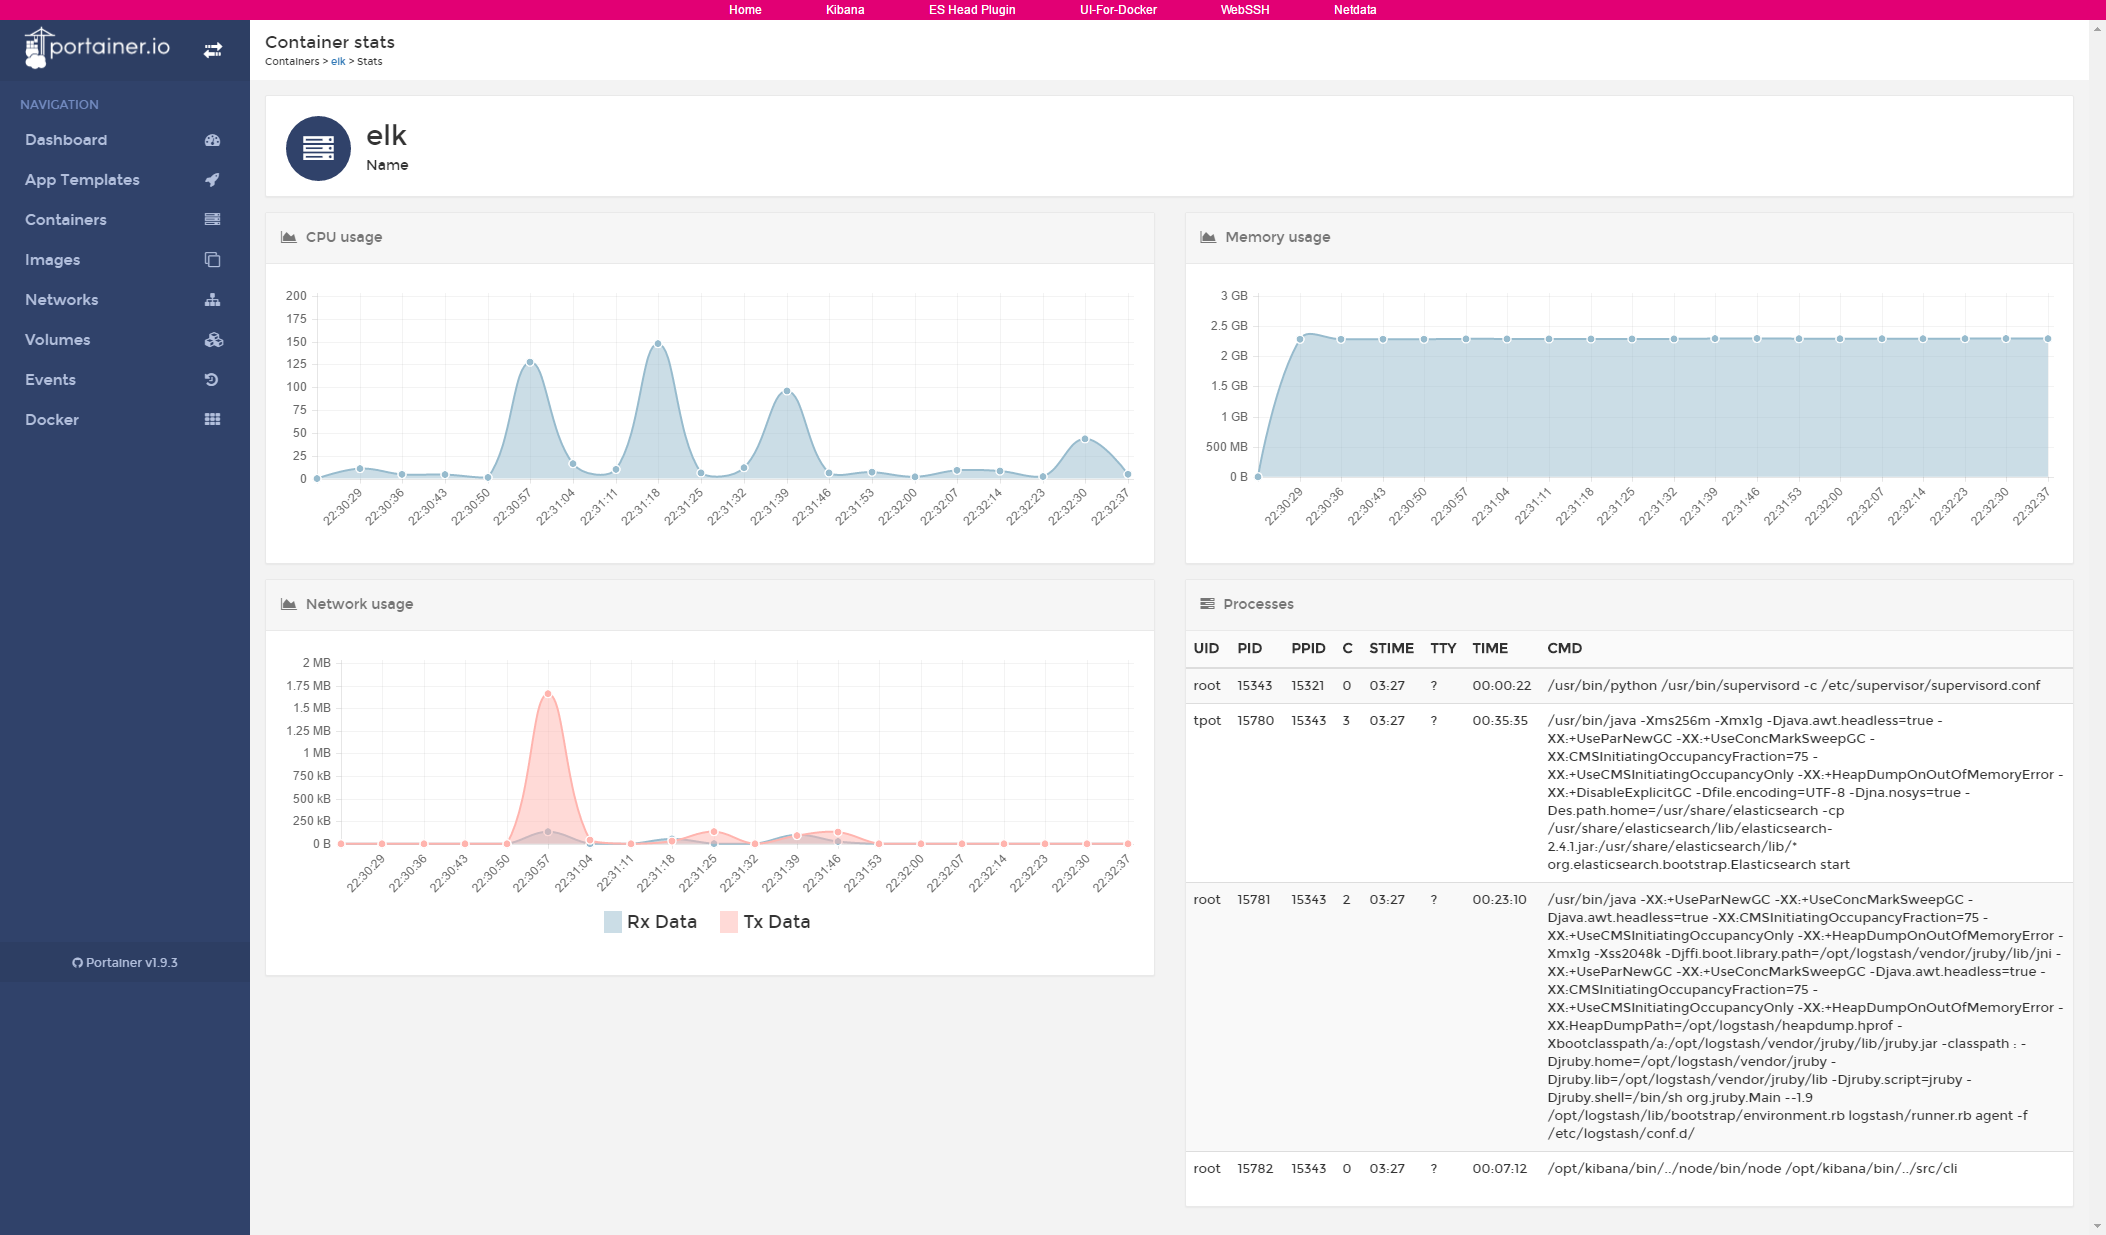 Home Kibana ES Head Plugin UI-For-Docker WebSSH Netdata
portainer.io
Container stats
Containers > elk > Stats
NAVIGATION
Dashboard
App Templates
Containers
Images
Networks
Volumes
Events
Docker
Portainer v1.9.3
elk
Name
CPU usage
200
175
150
125
100
75
50
25
0
22:30:29 22:30:36 22:30:43 22:30:50 22:30:57 22:31:04 22:31:11 22:31:18 22:31:25 22:31:32 22:31:39 22:31:46 22:31:53 22:32:00 22:32:07 22:32:14 22:32:23 22:32:30 22:32:37
Memory usage
3 GB
2.5 GB
2 GB
1.5 GB
1 GB
500 MB
0 B
22:30:29 22:30:36 22:30:43 22:30:50 22:30:57 22:31:04 22:31:11 22:31:18 22:31:25 22:31:32 22:31:39 22:31:46 22:31:53 22:32:00 22:32:07 22:32:14 22:32:23 22:32:30 22:32:37
Network usage
2 MB
1.75 MB
1.5 MB
1.25 MB
1 MB
750 kB
500 kB
250 kB
0 B
22:30:29 22:30:36 22:30:43 22:30:50 22:30:57 22:31:04 22:31:11 22:31:18 22:31:25 22:31:32 22:31:39 22:31:46 22:31:53 22:32:00 22:32:07 22:32:14 22:32:23 22:32:30 22:32:37
Rx Data Tx Data
Processes
UID PID PPID C STIME TTY TIME CMD
root 15343 15321 0 03:27 ? 00:00:22 /usr/bin/python /usr/bin/supervisord -c /etc/supervisor/supervisord.conf
tpot 15780 15343 3 03:27 ? 00:35:35 /usr/bin/java -Xms256m -Xmx1g -Djava.awt.headless=true -
XX:+UseParNewGC -XX:+UseConcMarkSweepGC -
XX:CMSInitiatingOccupancyFraction=75 -
XX:+UseCMSInitiatingOccupancyOnly -XX:+HeapDumpOnOutOfMemoryError -
XX:+DisableExplicitGC -Dfile.encoding=UTF-8 -Djna.nosys=true -
Des.path.home=/usr/share/elasticsearch -cp
/usr/share/elasticsearch/lib/elasticsearch-
2.4.1.jar:/usr/share/elasticsearch/lib/*
org.elasticsearch.bootstrap.Elasticsearch start
root 15781 15343 2 03:27 ? 00:23:10 /usr/bin/java -XX:+UseParNewGC -XX:+UseConcMarkSweepGC -
Djava.awt.headless=true -XX:CMSInitiatingOccupancyFraction=75 -
XX:+UseCMSInitiatingOccupancyOnly -XX:+HeapDumpOnOutOfMemoryError -
Xmx1g -Xss2048k -Djffi.boot.library.path=/opt/logstash/vendor/jruby/lib/jni -
XX:+UseParNewGC -XX:+UseConcMarkSweepGC -Djava.awt.headless=true -
XX:CMSInitiatingOccupancyFraction=75 -
XX:+UseCMSInitiatingOccupancyOnly -XX:+HeapDumpOnOutOfMemoryError -
XX:HeapDumpPath=/opt/logstash/heapdump.hprof -
Xbootclasspath/a:/opt/logstash/vendor/jruby/lib/jruby.jar -classpath : -
Djruby.home=/opt/logstash/vendor/jruby -
Djruby.lib=/opt/logstash/vendor/jruby/lib -Djruby.script=jruby -
Djruby.shell=/bin/sh org.jruby.Main --1.9
/opt/logstash/lib/bootstrap/environment.rb logstash/runner.rb agent -f
/etc/logstash/conf.d/
root 15782 15343 0 03:27 ? 00:07:12 /opt/kibana/bin/../node/bin/node /opt/kibana/bin/../src/cli